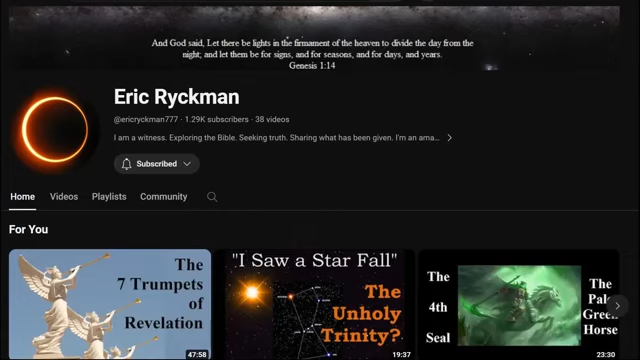 And God said, Let there be lights in the firmament of the heaven to divide the day from the
night; and let them be for signs, and for seasons, and for days, and years.
Genesis 1:14
Eric Ryckman
@ericryckman777 · 1.29K subscribers · 38 videos
I am a witness. Exploring the Bible. Seeking truth. Sharing what has been given. I'm an ama...
Subscribed
Home Videos Playlists Community
For You
The
7 Trumpets
of
Revelation
47:58
"I Saw a Star Fall"
The
Unholy
Trinity?
19:37
The
4th
Seal
The
Pale
Green
Horse
23:30